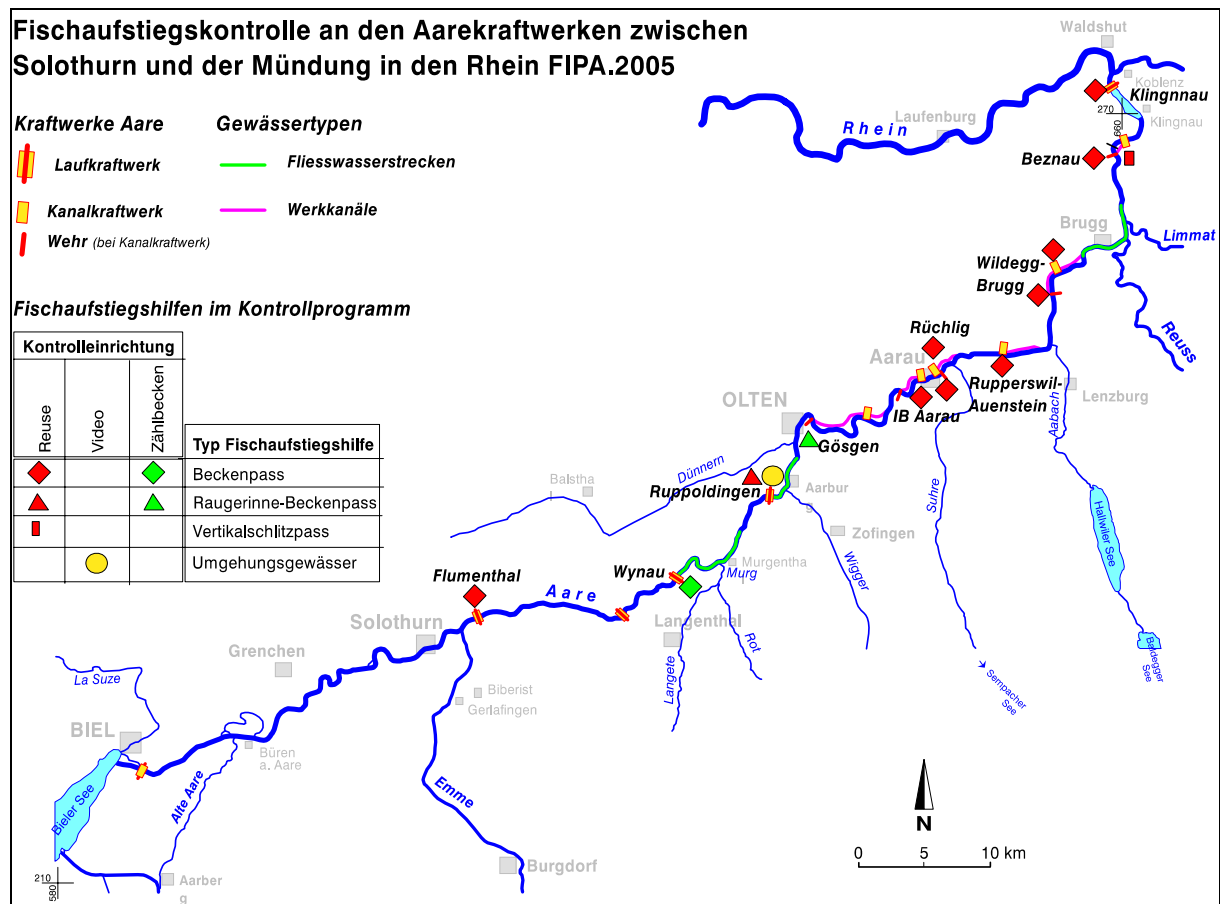 Fischaufstiegskontrolle an den Aarekraftwerken zwischen
Solothurn und der Mündung in den Rhein FIPA.2005
Kraftwerke Aare
Gewässertypen
Laufkraftwerk
Fliesswasserstrecken
Kanalkraftwerk
Werkkanäle
Wehr (bei Kanalkraftwerk)
Fischaufstiegshilfen im Kontrollprogramm
Kontrolleinrichtung
Reuse
Video
Zählbecken
Typ Fischaufstiegshilfe
Beckenpass
Raugerinne-Beckenpass
Vertikalschlitzpass
Umgehungsgewässer
Waldshut
Koblenz
Klingnnau
270
660
Klingnau
Laufenburg
Rhein
Beznau
Brugg
Limmat
Wildegg-
Brugg
Reuss
Rüchlig
Aarau
Rupperswil-
Auenstein
Lenzburg
Aabach
IB Aarau
OLTEN
Gösgen
Dünnern
Balstha
Ruppoldingen
Aarbur
g
Zofingen
Suhre
Hallwiler See
Baldegger
See
Sempacher
See
Wigger
Murgentha
l
Murg
Wynau
Flumenthal
Aare
Langenthal
Rot
Langete
Solothurn
Grenchen
Biberist
Gerlafingen
La Suze
BIEL
Büren
a. Aare
Bieler See
Alte Aare
Emme
Burgdorf
Aarber
g
210
580
N
0 5 10 km